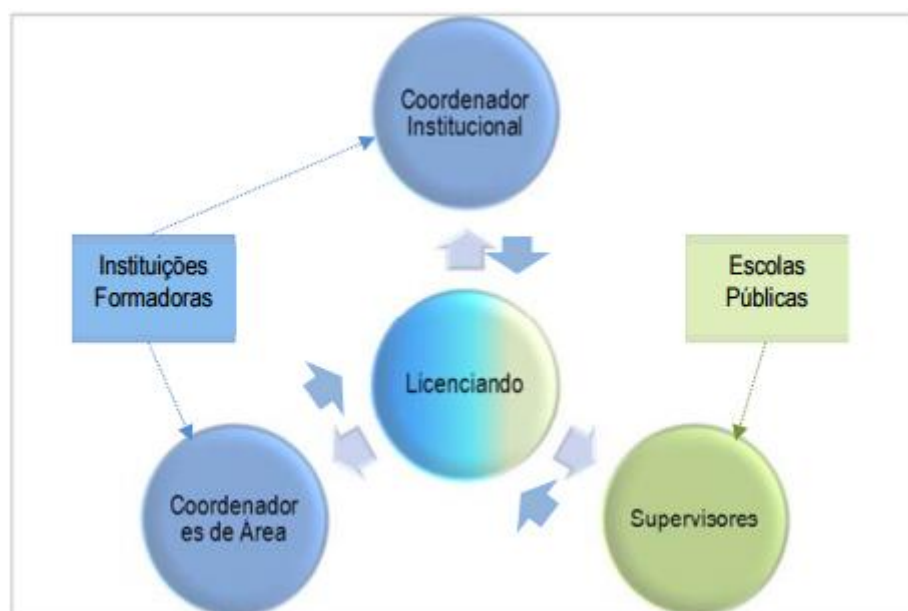 Coordenador
Institucional
Instituições
Formadoras
Escolas
Públicas
Licenciando
Coordenador
es de Área
Supervisores